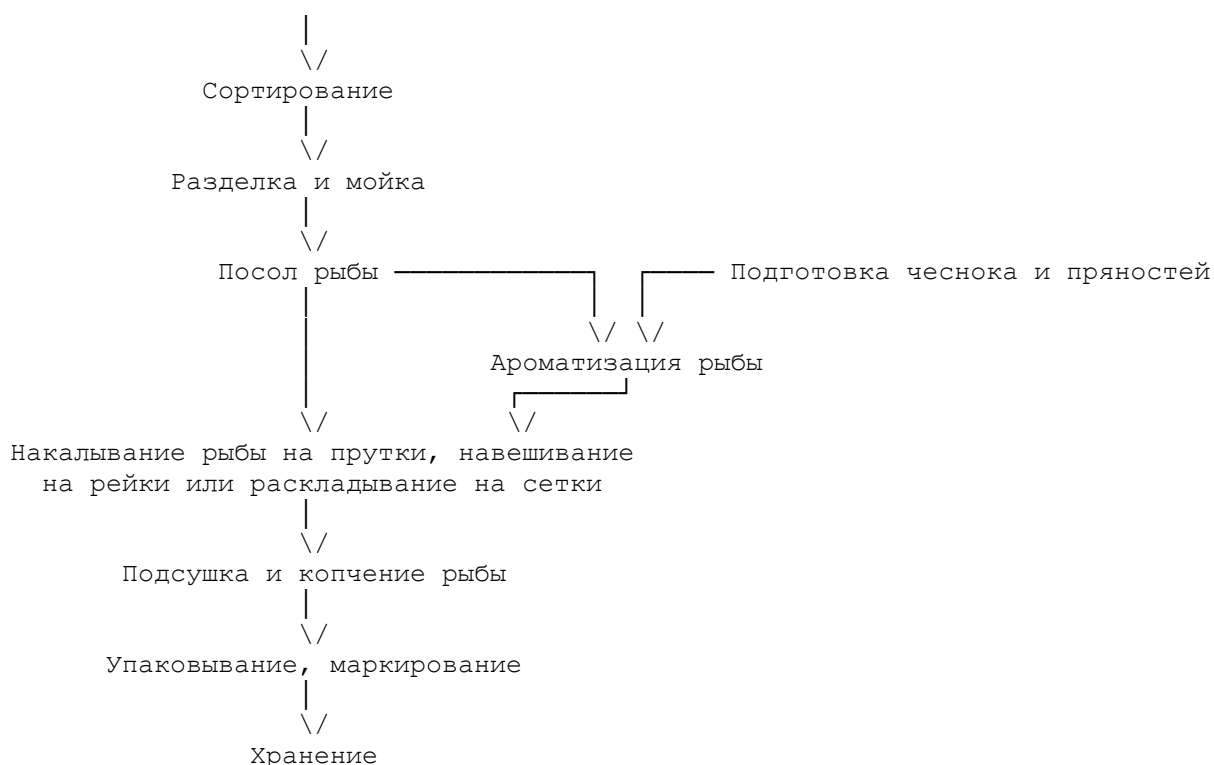 Сортирование
Разделка и мойка
Посол рыбы
Подготовка чеснока и пряностей
Ароматизация рыбы
Накалывание рыбы на прутки, навешивание
на рейки или раскладывание на сетки
Подсушка и копчение рыбы
Упаковывание, маркирование
Хранение